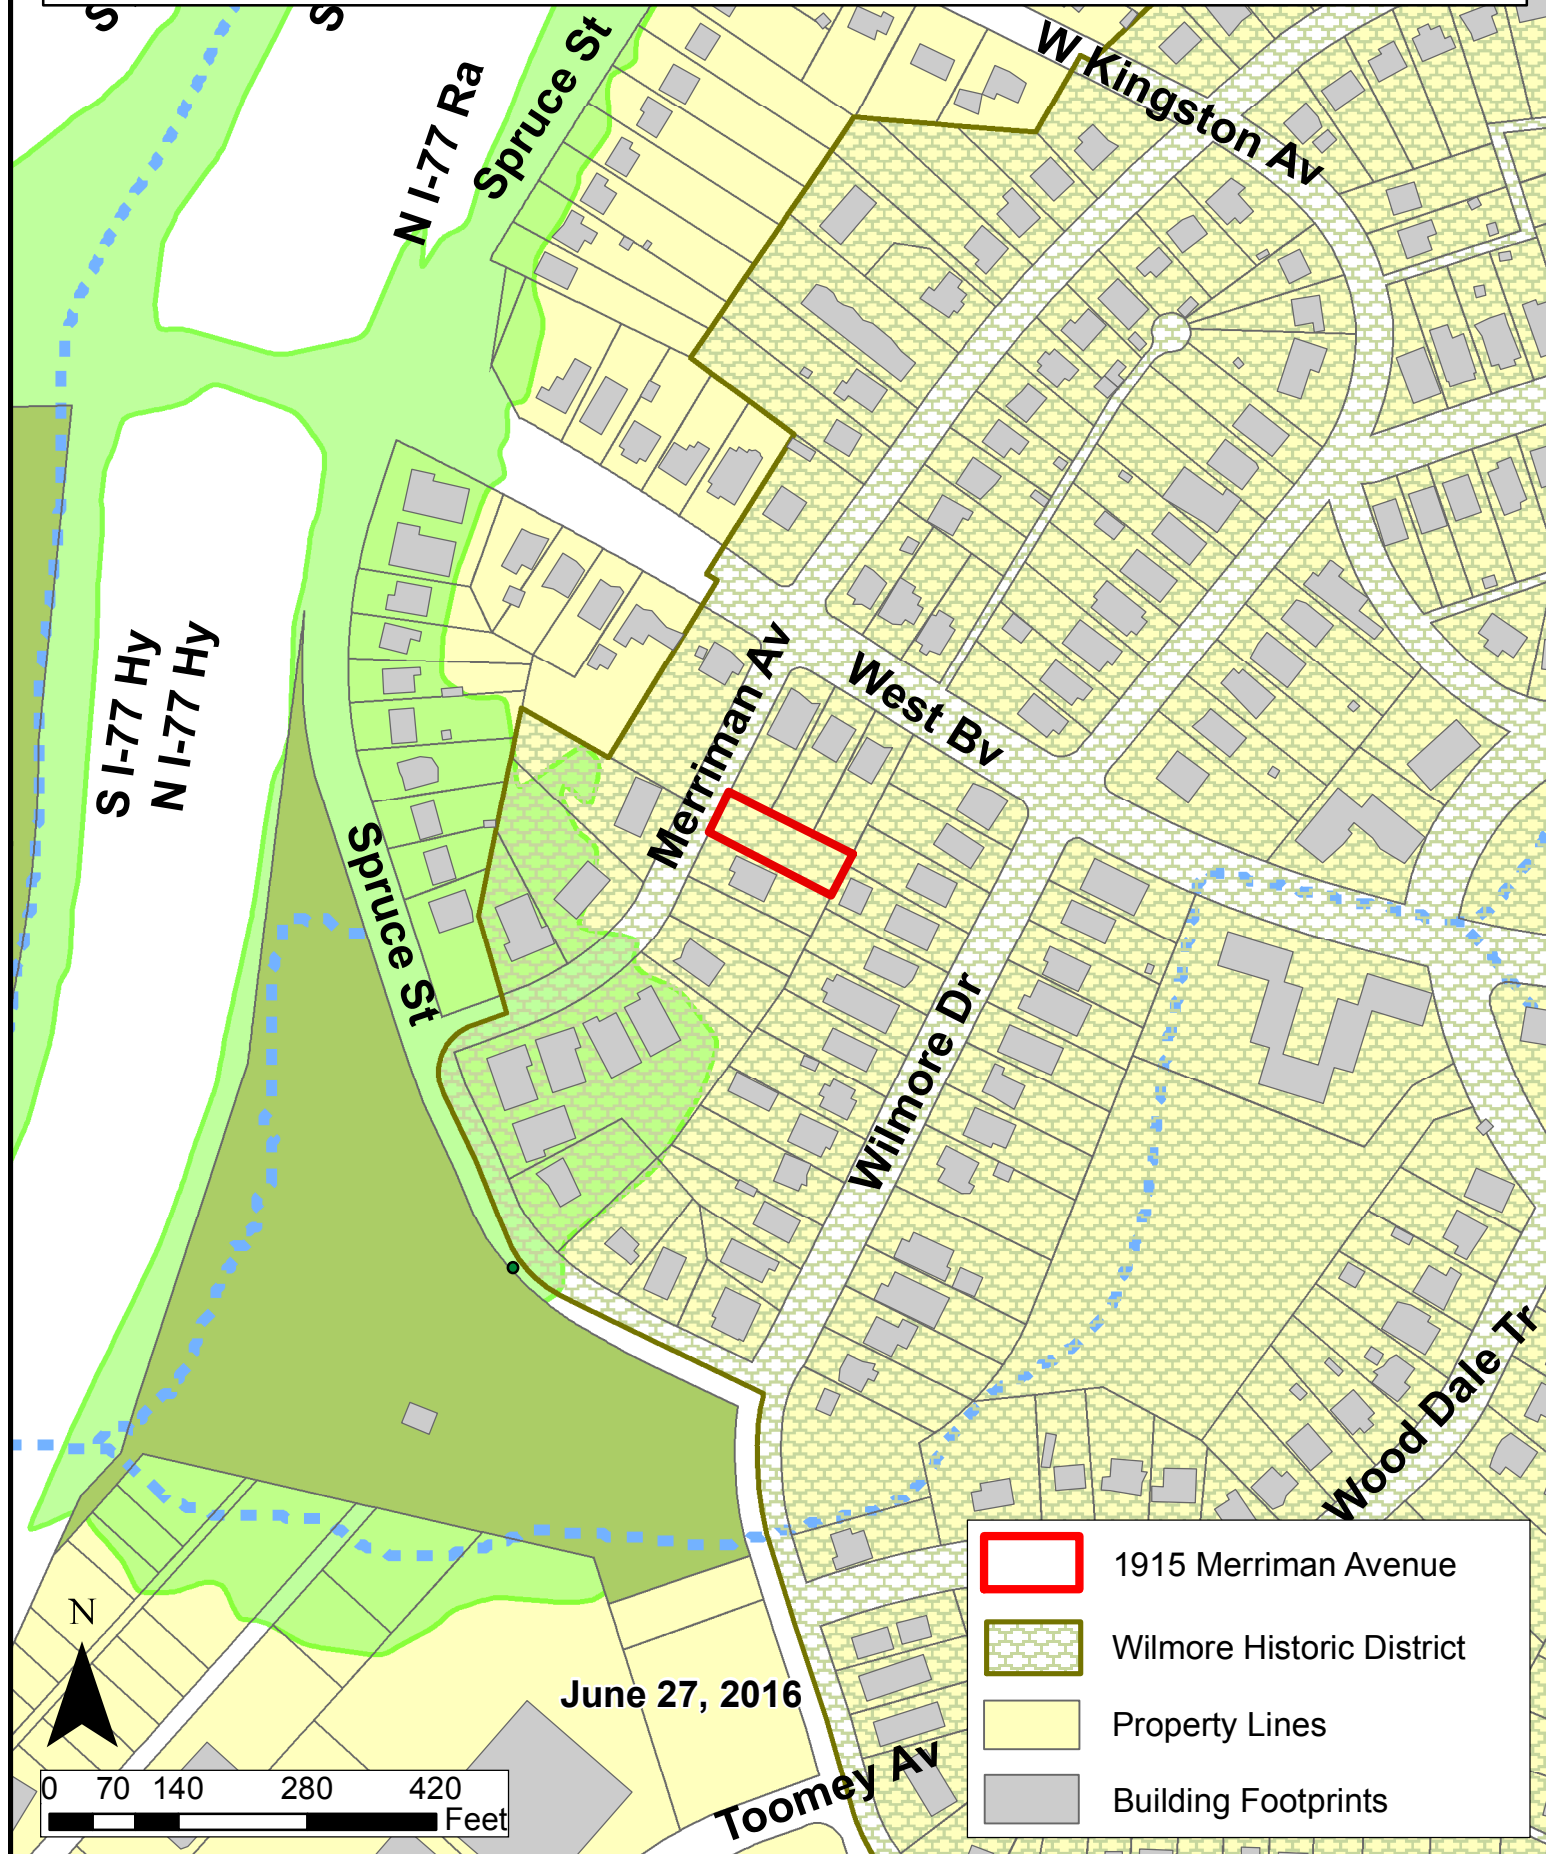 W Kingston Av
Spruce St
N I-77 Ra
Merriman Av
West Bv
S I-77 Hy
N I-77 Hy
Spruce St
Wilmore Dr
Wood Dale Tr
Toomey Av
June 27, 2016
N
0 70 140 280 420
Feet
1915 Merriman Avenue
Wilmore Historic District
Property Lines
Building Footprints